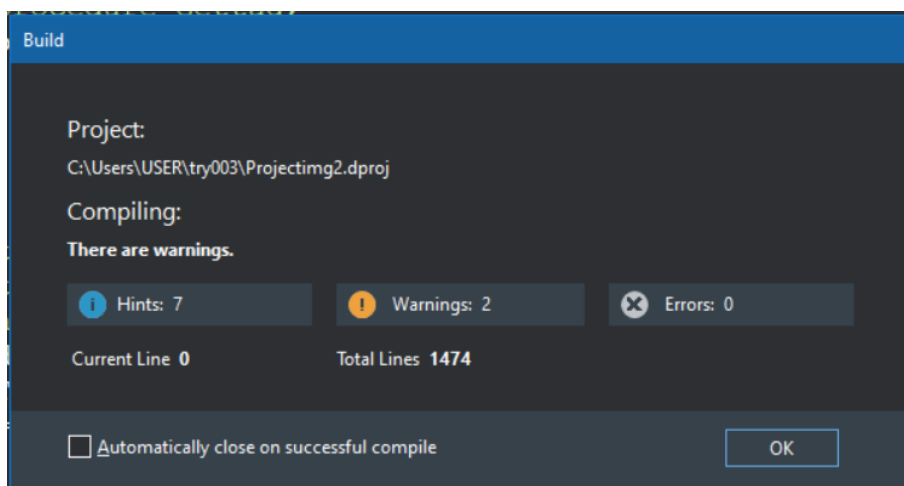 Build
Project:
C:\Users\USER\try003\Projectimg2.dproj
Compiling:
There are warnings.
Hints: 7 Warnings: 2 Errors: 0
Current Line 0 Total Lines 1474
Automatically close on successful compile OK